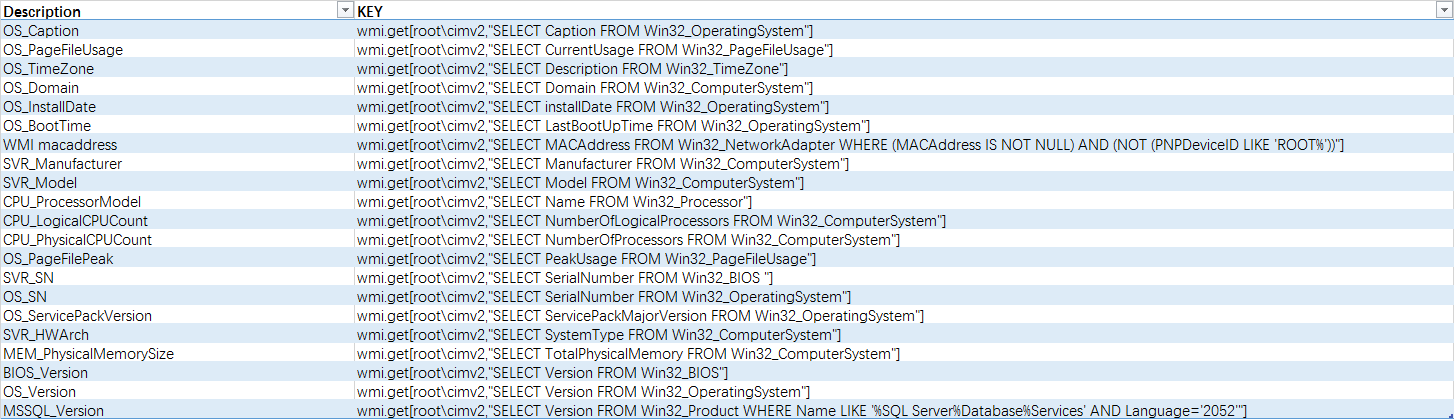 Description KEY
OS_Caption wmi.get[root\cimv2,"SELECT Caption FROM Win32_OperatingSystem"]
OS_PageFileUsage wmi.get[root\cimv2,"SELECT CurrentUsage FROM Win32_PageFileUsage"]
OS_TimeZone wmi.get[root\cimv2,"SELECT Description FROM Win32_TimeZone"]
OS_Domain wmi.get[root\cimv2,"SELECT Domain FROM Win32_ComputerSystem"]
OS_InstallDate wmi.get[root\cimv2,"SELECT installDate FROM Win32_OperatingSystem"]
OS_BootTime wmi.get[root\cimv2,"SELECT LastBootUpTime FROM Win32_OperatingSystem"]
WMI macaddress wmi.get[root\cimv2,"SELECT MACAddress FROM Win32_NetworkAdapter WHERE (MACAddress IS NOT NULL) AND (NOT (PNPDeviceID LIKE 'ROOT%'))"]
SVR_Manufacturer wmi.get[root\cimv2,"SELECT Manufacturer FROM Win32_ComputerSystem"]
SVR_Model wmi.get[root\cimv2,"SELECT Model FROM Win32_ComputerSystem"]
CPU_ProcessorModel wmi.get[root\cimv2,"SELECT Name FROM Win32_Processor"]
CPU_LogicalCPUCount wmi.get[root\cimv2,"SELECT NumberOfLogicalProcessors FROM Win32_ComputerSystem"]
CPU_PhysicalCPUCount wmi.get[root\cimv2,"SELECT NumberOfProcessors FROM Win32_ComputerSystem"]
OS_PageFilePeak wmi.get[root\cimv2,"SELECT PeakUsage FROM Win32_PageFileUsage"]
SVR_SN wmi.get[root\cimv2,"SELECT SerialNumber FROM Win32_BIOS "]
OS_SN wmi.get[root\cimv2,"SELECT SerialNumber FROM Win32_OperatingSystem"]
OS_ServicePackVersion wmi.get[root\cimv2,"SELECT ServicePackMajorVersion FROM Win32_OperatingSystem"]
SVR_HWArch wmi.get[root\cimv2,"SELECT SystemType FROM Win32_ComputerSystem"]
MEM_PhysicalMemorySize wmi.get[root\cimv2,"SELECT TotalPhysicalMemory FROM Win32_ComputerSystem"]
BIOS_Version wmi.get[root\cimv2,"SELECT Version FROM Win32_BIOS"]
OS_Version wmi.get[root\cimv2,"SELECT Version FROM Win32_OperatingSystem"]
MSSQL_Version wmi.get[root\cimv2,"SELECT Version FROM Win32_Product WHERE Name LIKE '%SQL Server%Database%Services' AND Language='2052'"]